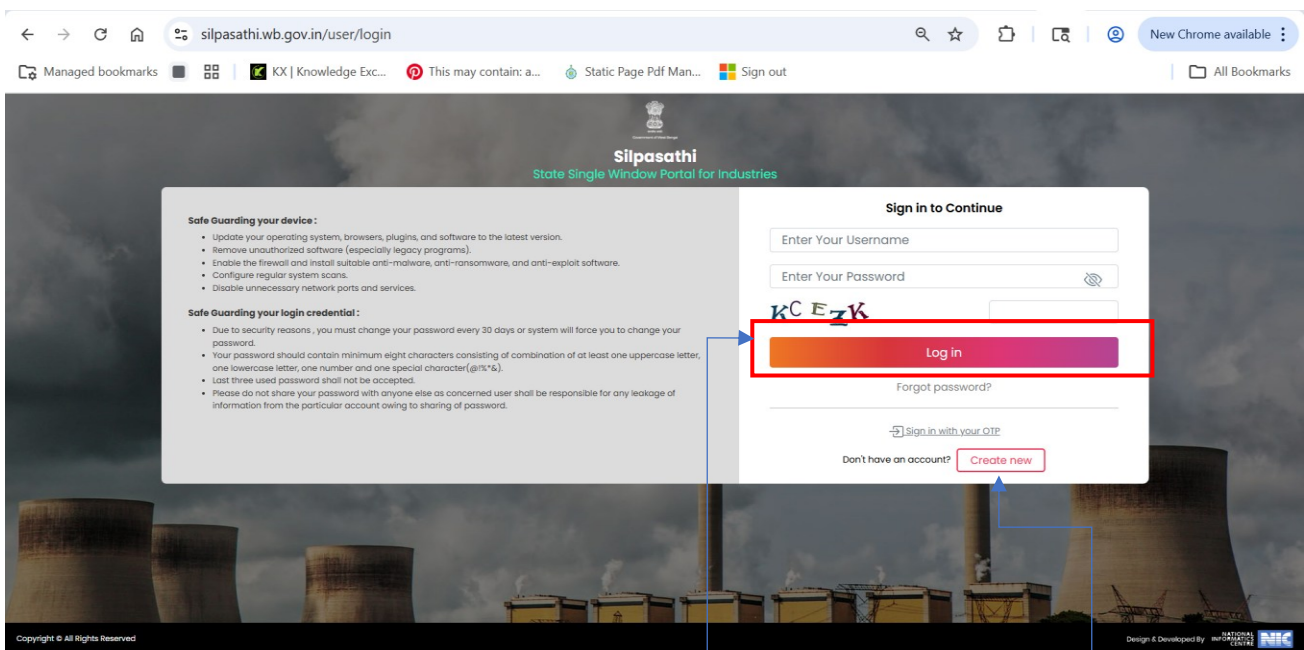 silpasathi.wb.gov.in/user/login
New Chrome available
Managed bookmarks
KX | Knowledge Exc...
This may contain: a...
Static Page Pdf Man...
Sign out
All Bookmarks
Silpasathi
State Single Window Portal for Industries
Safe Guarding your device :
• Update your operating system, browsers, plugins, and software to the latest version.
• Remove unauthorized software (especially legacy programs).
• Enable the firewall and install suitable anti-malware, anti-ransomware, and anti-exploit software.
• Configure regular system scans.
• Disable unnecessary network ports and services.
Safe Guarding your login credential :
• Due to security reasons , you must change your password every 30 days or system will force you to change your
password.
• Your password should contain minimum eight characters consisting of combination of at least one uppercase letter,
one lowercase letter, one number and one special character(@!%*&).
• Last three used password shall not be accepted.
• Please do not share your password with anyone else as concerned user shall be responsible for any leakage of
information from the particular account owing to sharing of password.
Sign in to Continue
Enter Your Username
Enter Your Password
KCEzK
Log in
Forgot password?
Sign in with your OTP
Don't have an account?
Create new
Copyright © All Rights Reserved
Design & Developed By
NATIONAL
INFORMATICS
CENTRE
NIC